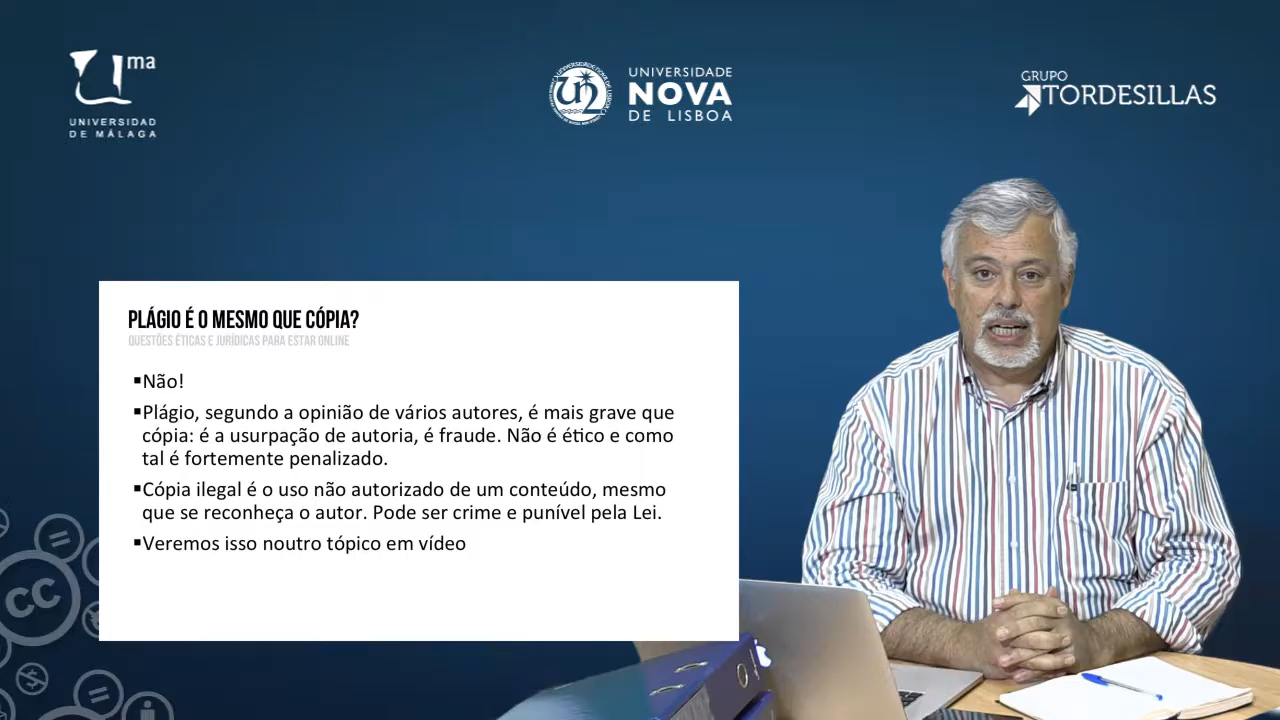 uma
UNIVERSIDAD
DE MÁLAGA
UNIVERSIDADE
NOVA
DE LISBOA
GRUPO
TORDESILLAS
PLÁGIO É O MESMO QUE CÓPIA?
QUESTÕES ÉTICAS E JURÍDICAS PARA ESTAR ONLINE
▪Não!
▪Plágio, segundo a opinião de vários autores, é mais grave que
cópia: é a usurpação de autoria, é fraude. Não é ético e como
tal é fortemente penalizado.
▪Cópia ilegal é o uso não autorizado de um conteúdo, mesmo
que se reconheça o autor. Pode ser crime e punível pela Lei.
▪Veremos isso noutro tópico em vídeo
cc